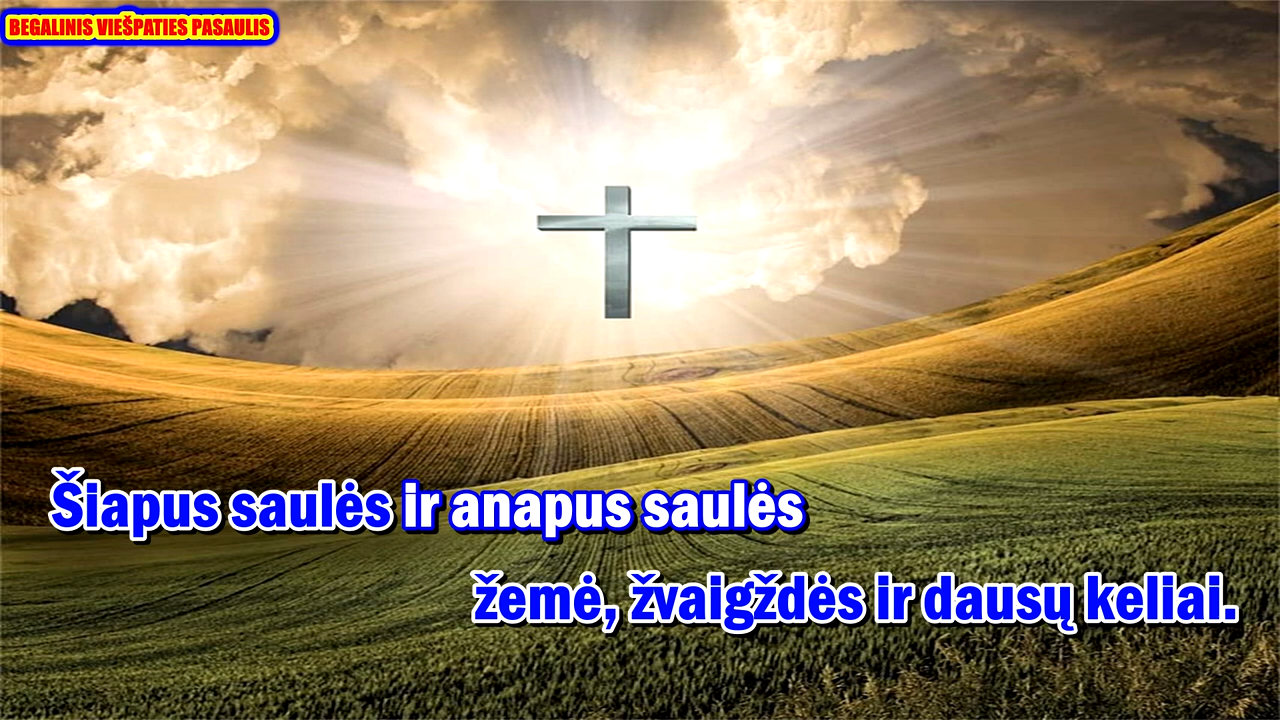 BEGALINIS VIEŠPATIES PASAULIS
Šiapus saulės ir anapus saulės
žemė, žvaigždės ir dausų keliai.